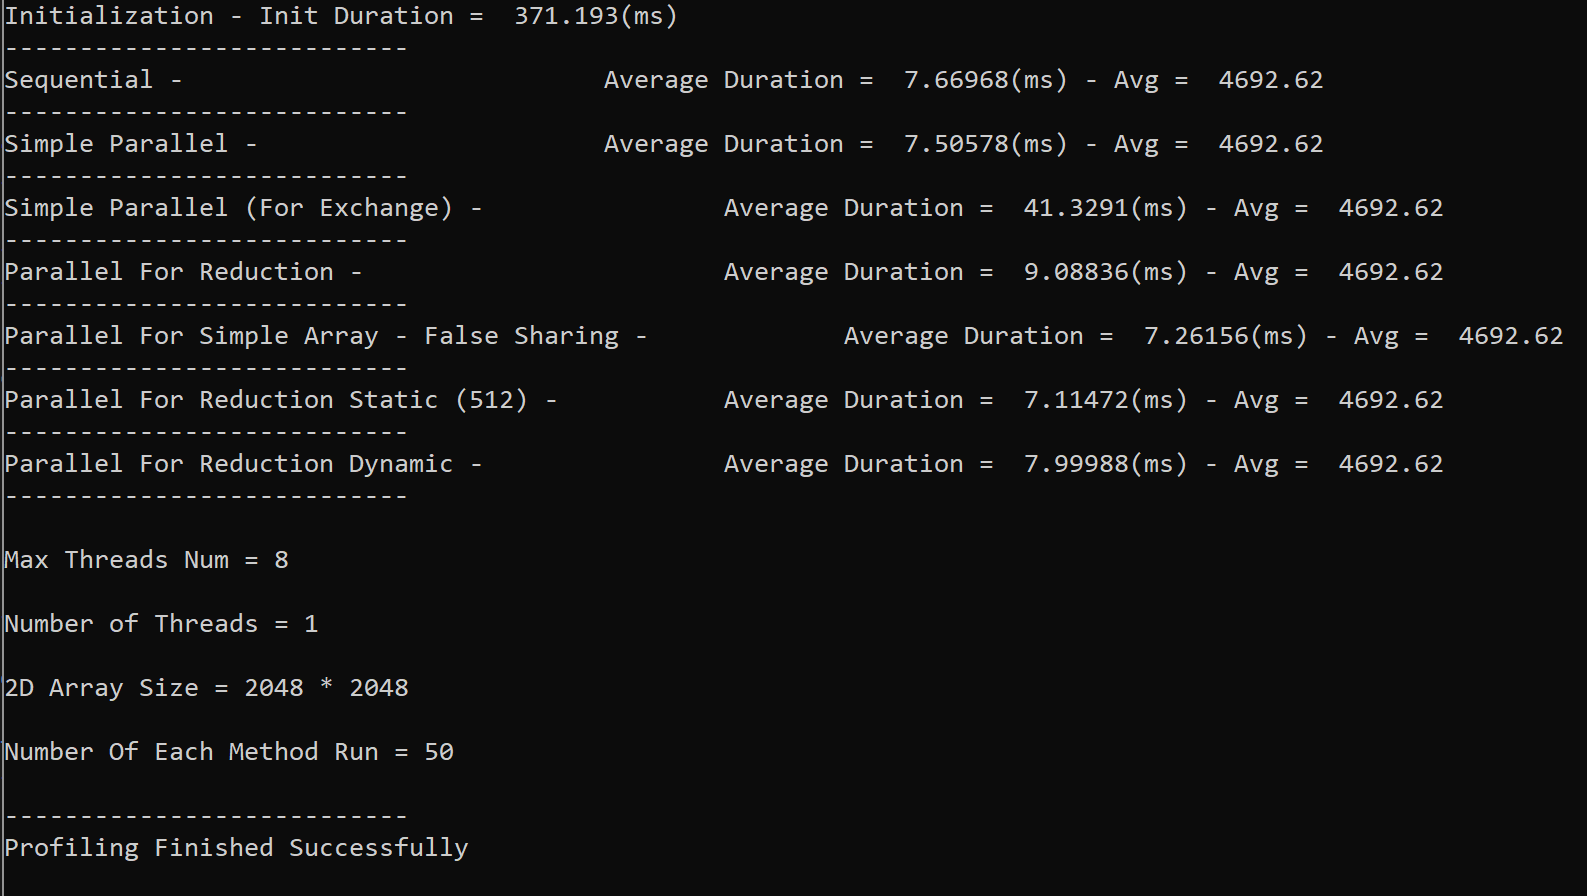 Initialization - Init Duration =  371.193(ms)
---------------------------
Sequential -                            Average Duration =  7.66968(ms) - Avg =  4692.62
---------------------------
Simple Parallel -                       Average Duration =  7.50578(ms) - Avg =  4692.62
---------------------------
Simple Parallel (For Exchange) -                Average Duration =  41.3291(ms) - Avg =  4692.62
---------------------------
Parallel For Reduction -                        Average Duration =  9.08836(ms) - Avg =  4692.62
---------------------------
Parallel For Simple Array - False Sharing -             Average Duration =  7.26156(ms) - Avg =  4692.62
---------------------------
Parallel For Reduction Static (512) -           Average Duration =  7.11472(ms) - Avg =  4692.62
---------------------------
Parallel For Reduction Dynamic -                Average Duration =  7.99988(ms) - Avg =  4692.62
---------------------------
Max Threads Num = 8
Number of Threads = 1
2D Array Size = 2048 * 2048
Number Of Each Method Run = 50
---------------------------
Profiling Finished Successfully